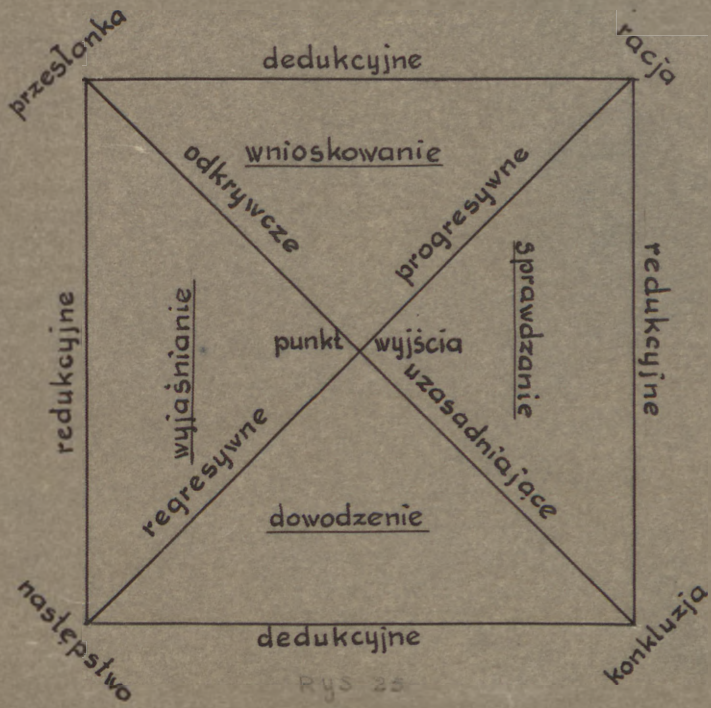 przesłanka
dedukcyjne
racja
wnioskowanie
odkrywcze
progresywne
redukcyjne
wyjaśnianie
punkt wyjścia
sprawdzanie
redukcyjne
regresywne
uzasadniające
dowodzenie
następstwo
dedukcyjne
konkluzja
Rys 25